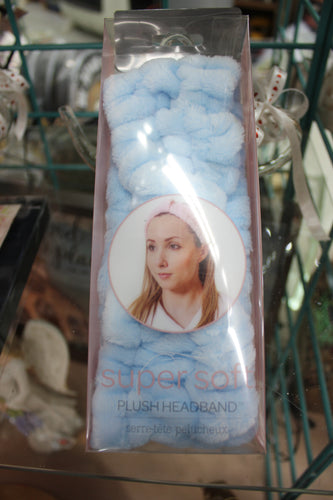 super soft
PLUSH HEADBAND
serre-tête pelucheux